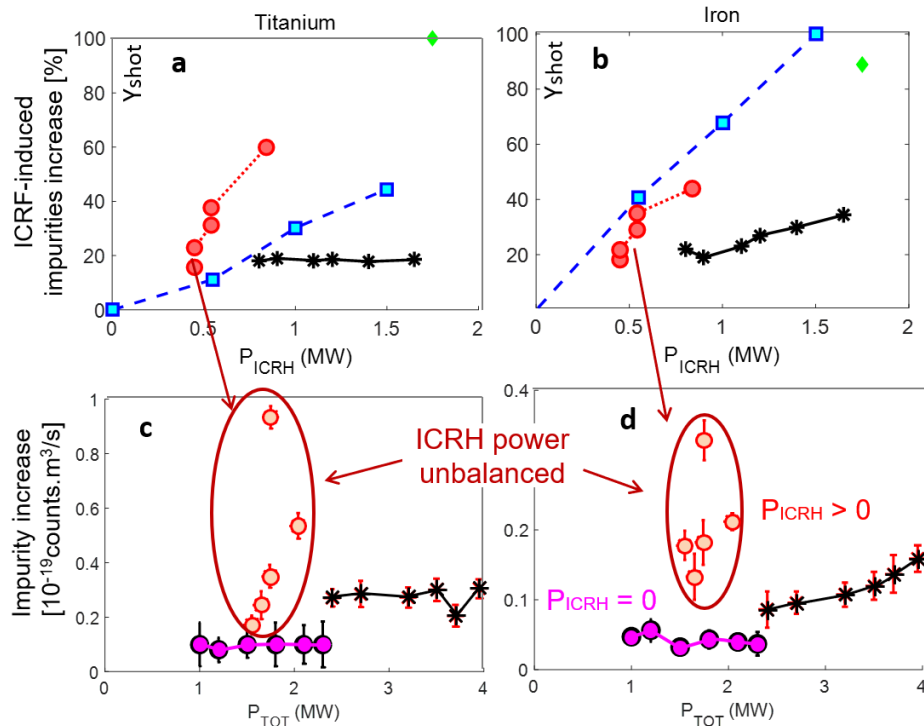 Titanium
Iron
ICRF-induced
impurities increase [%]
Yshot
a
100
80
60
40
20
0
0
0.5
1
1.5
2
PICRH (MW)
Yshot
b
100
80
60
40
20
0
0.5
1
1.5
2
PICRH (MW)
Impurity increase
[10-19counts.m3/s]
c
1
0.8
0.6
0.4
0.2
0
0
1
2
3
4
PTOT (MW)
ICRH power
unbalanced
d
0.4
0.2
0.1
0
0
1
2
3
4
PICRH > 0
PICRH = 0
PTOT (MW)